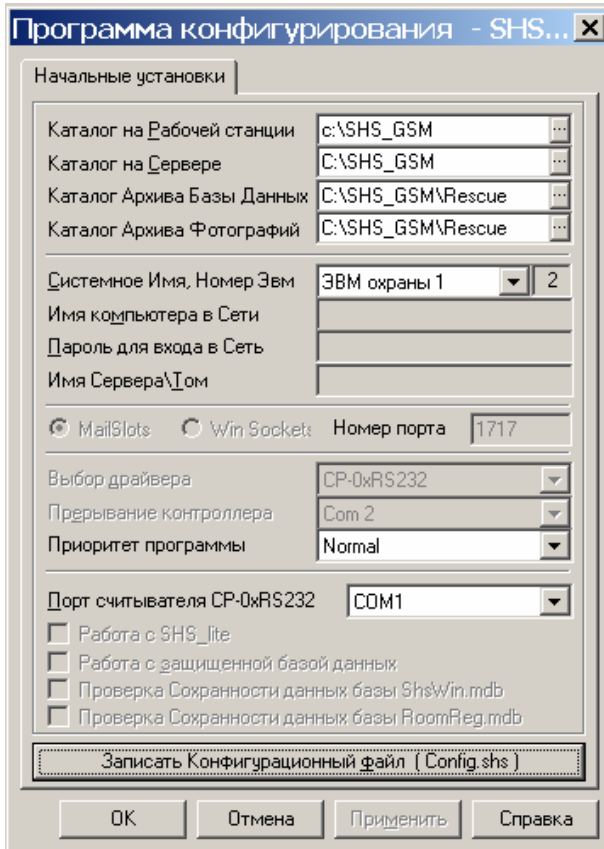 Программа конфигурирования - SHS...
Начальные установки
Каталог на Рабочей станции c:\SHS_GSM ...
Каталог на Сервере C:\SHS_GSM ...
Каталог Архива Базы Данных C:\SHS_GSM\Rescue ...
Каталог Архива Фотографий C:\SHS_GSM\Rescue ...
Системное Имя, Номер Эвм ЭВМ охраны 1 2
Имя компьютера в Сети
Пароль для входа в Сеть
Имя Сервера\Том
MailSlots Win Sockets Номер порта 1717
Выбор драйвера CP-0xRS232
Прерывание контроллера Com 2
Приоритет программы Normal
Порт считывателя CP-0xRS232 COM1
Работа с SHS_lite
Работа с защищенной базой данных
Проверка Сохранности данных базы ShsWin.mdb
Проверка Сохранности данных базы RoomReg.mdb
Записать Конфигурационный файл ( Config.shs )
OK Отмена Применить Справка